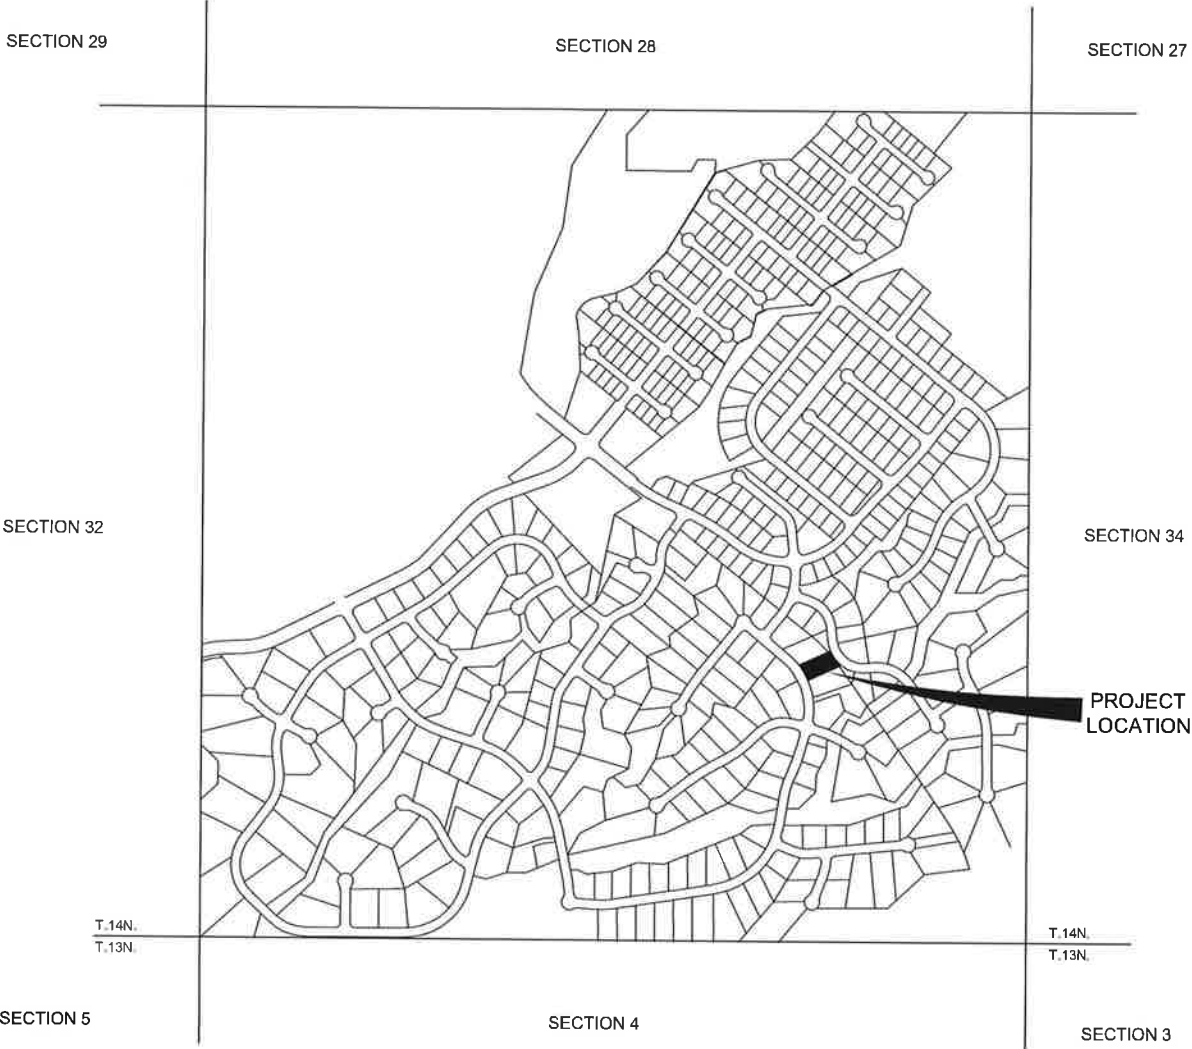 SECTION 29
SECTION 28
SECTION 27
SECTION 32
SECTION 34
PROJECT
LOCATION
T.14N.
T.13N.
T.14N.
T.13N.
SECTION 5
SECTION 4
SECTION 3